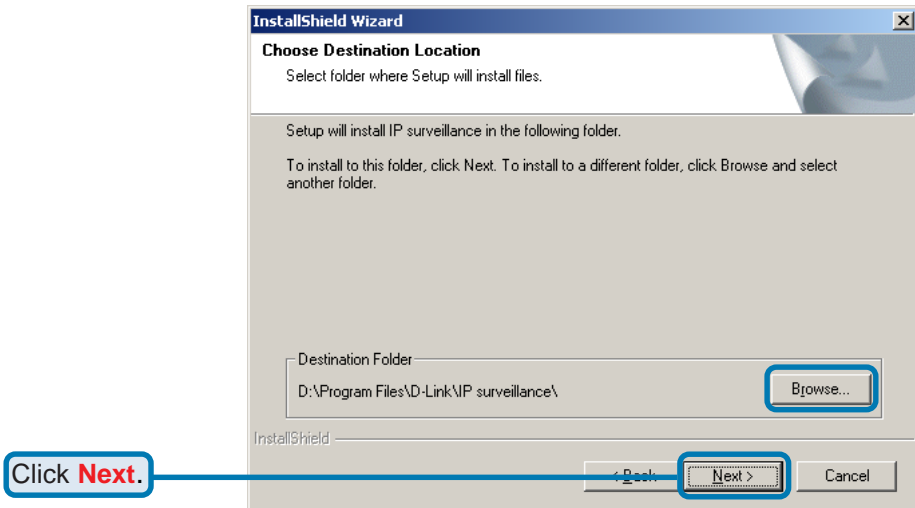 InstallShield Wizard
Choose Destination Location
Select folder where Setup will install files.
Setup will install IP surveillance in the following folder.
To install to this folder, click Next. To install to a different folder, click Browse and select
another folder.
Destination Folder
D:\Program Files\D-Link\IP surveillance\
Browse...
InstallShield
Click Next.
< Back
Next >
Cancel